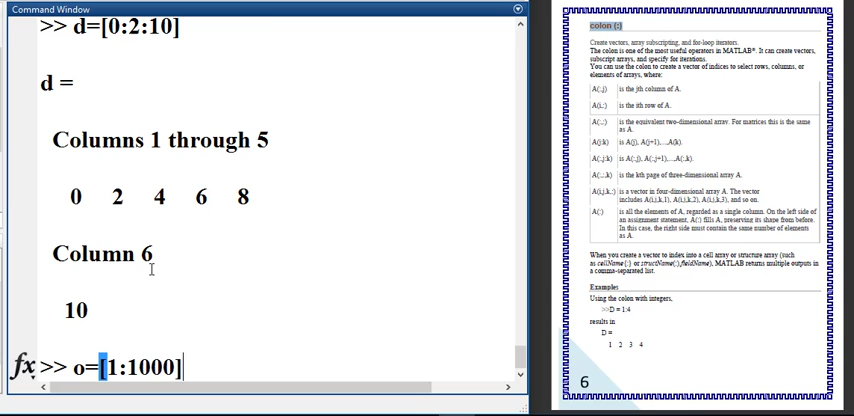 Command Window
>> d=[0:2:10]
d =
Columns 1 through 5
0 2 4 6 8
Column 6
10
fx >> o=[1:1000]
colon (:)
Create vectors, array subscripting, and for-loop iterators.
The colon is one of the most useful operators in MATLAB®. It can create vectors,
subscript arrays, and specify for iterations.
You can use the colon to create a vector of indices to select rows, columns, or
elements of arrays, where:
A(:,j) is the jth column of A.
A(i,:) is the ith row of A.
A(:,:) is the equivalent two-dimensional array. For matrices this is the same
as A.
A(j:k) is A(j), A(j+1),...,A(k).
A(:,j:k) is A(:,j), A(:,j+1),...,A(:,k).
A(:,:,k) is the kth page of three-dimensional array A.
A(i,j,k,:) is a vector in four-dimensional array A. The vector
includes A(i,j,k,1), A(i,j,k,2), A(i,j,k,3), and so on.
A(:) is all the elements of A, regarded as a single column. On the left side of
an assignment statement, A(:) fills A, preserving its shape from before.
In this case, the right side must contain the same number of elements
as A.
When you create a vector to index into a cell array or structure array (such
as cellName{:} or structName(:).fieldName), MATLAB returns multiple outputs in
a comma-separated list.
Examples
Using the colon with integers,
>>D = 1:4
results in
D =
1 2 3 4
6